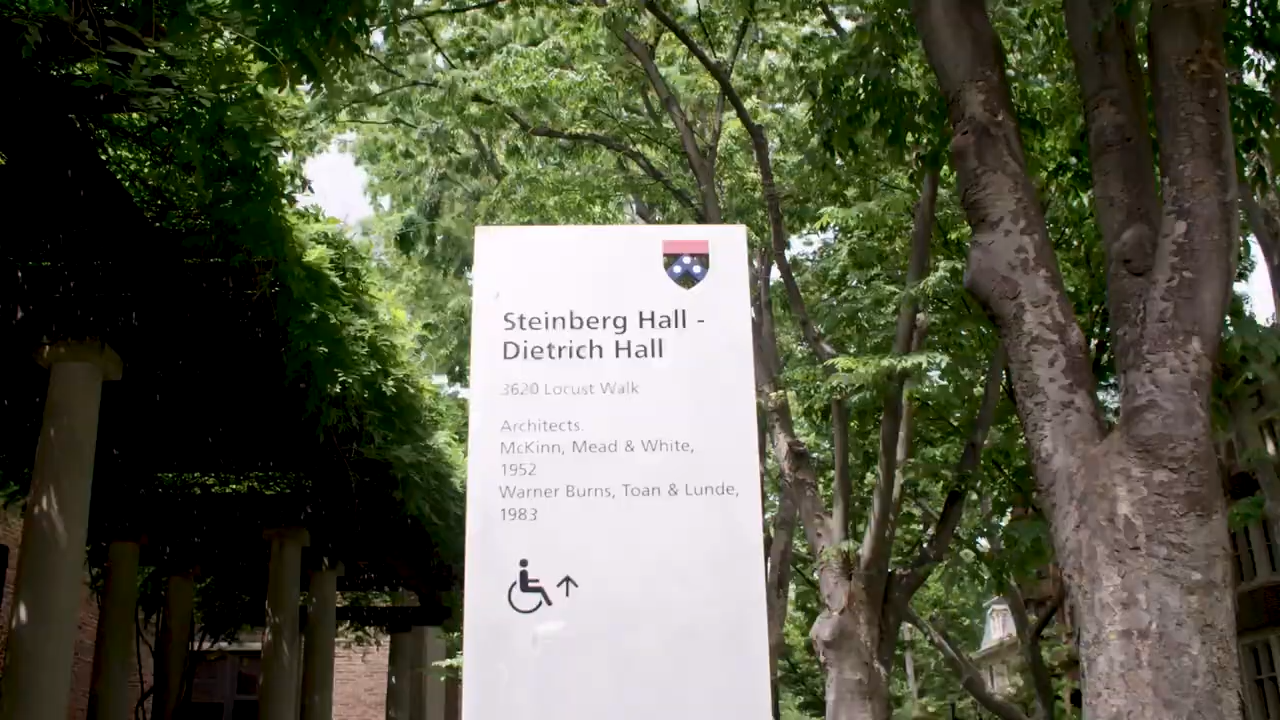 Steinberg Hall -
Dietrich Hall
3620 Locust Walk
Architects.
McKinn, Mead & White,
1952
Warner Burns, Toan & Lunde,
1983